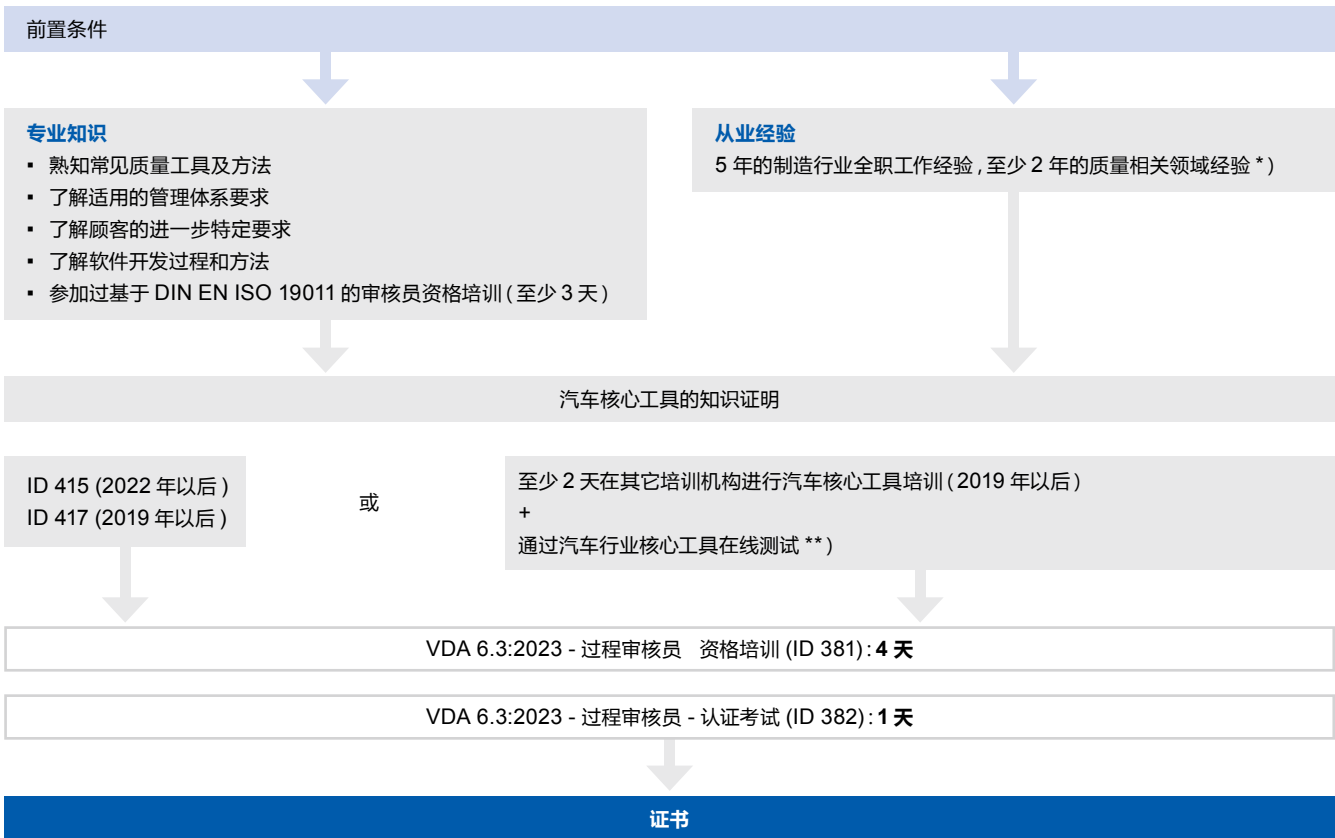 前置条件
专业知识
▪ 熟知常见质量工具及方法
▪ 了解适用的管理体系要求
▪ 了解顾客的进一步特定要求
▪ 了解软件开发过程和方法
▪ 参加过基于 DIN EN ISO 19011 的审核员资格培训(至少 3 天)
从业经验
5 年的制造行业全职工作经验,至少 2 年的质量相关领域经验 *)
汽车核心工具的知识证明
ID 415 (2022 年以后)
ID 417 (2019 年以后)
或
至少 2 天在其它培训机构进行汽车核心工具培训(2019 年以后)
+
通过汽车行业核心工具在线测试 **)
VDA 6.3:2023 - 过程审核员 资格培训 (ID 381):4 天
VDA 6.3:2023 - 过程审核员 - 认证考试 (ID 382):1 天
证书